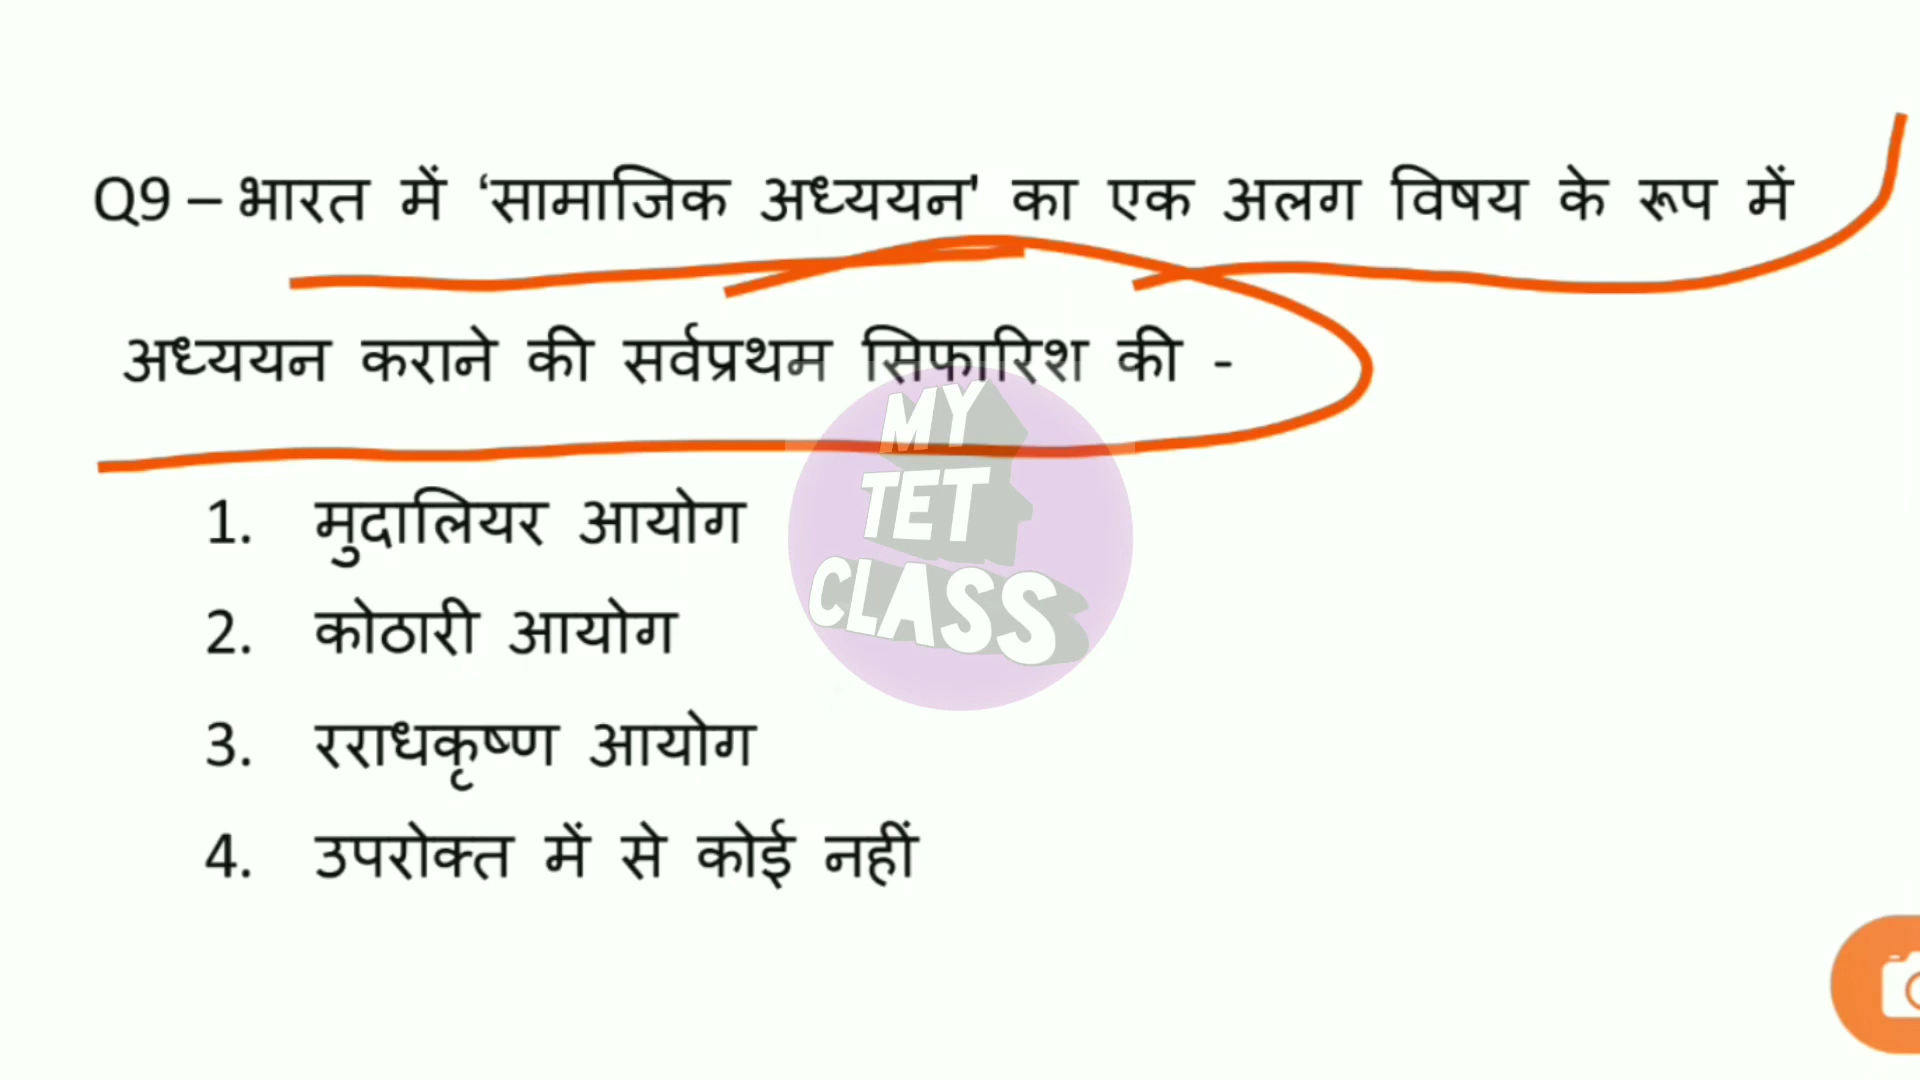 Q9 – भारत में ‘सामाजिक अध्ययन' का एक अलग विषय के रूप में
अध्ययन कराने की सर्वप्रथम सिफारिश की -
1. मुदालियर आयोग
2. कोठारी आयोग
3. रराधकृष्ण आयोग
4. उपरोक्त में से कोई नहीं
MY
TET
CLASS